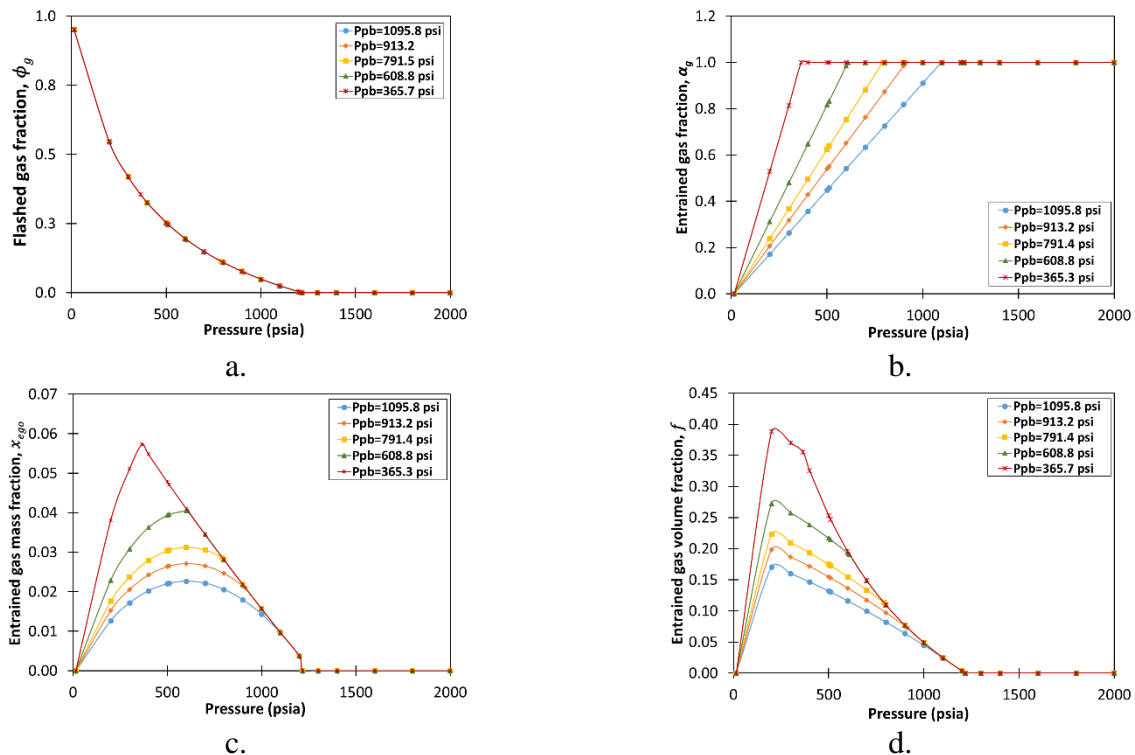 Flashed gas fraction, ϕg
1.0
0.8
0.5
0.3
0.0
0
500
1000
1500
2000
Pressure (psia)
Ppb=1095.8 psi
Ppb=913.2
Ppb=791.5 psi
Ppb=608.8 psi
Ppb=365.7 psi
a.
Entrained gas fraction, αg
1.2
1.0
0.8
0.6
0.4
0.2
0.0
0
500
1000
1500
2000
Pressure (psia)
Ppb=1095.8 psi
Ppb=913.2 psi
Ppb=791.4 psi
Ppb=608.8 psi
Ppb=365.3 psi
b.
Entrained gas mass fraction, xego
0.07
0.06
0.05
0.04
0.03
0.02
0.01
0.00
0
500
1000
1500
2000
Pressure (psia)
Ppb=1095.8 psi
Ppb=913.2 psi
Ppb=791.4 psi
Ppb=608.8 psi
Ppb=365.3 psi
c.
Entrained gas volume fraction, f
0.45
0.40
0.35
0.30
0.25
0.20
0.15
0.10
0.05
0.00
0
500
1000
1500
2000
Pressure (psia)
Ppb=1095.8 psi
Ppb=913.2 psi
Ppb=791.4 psi
Ppb=608.8 psi
Ppb=365.7 psi
d.